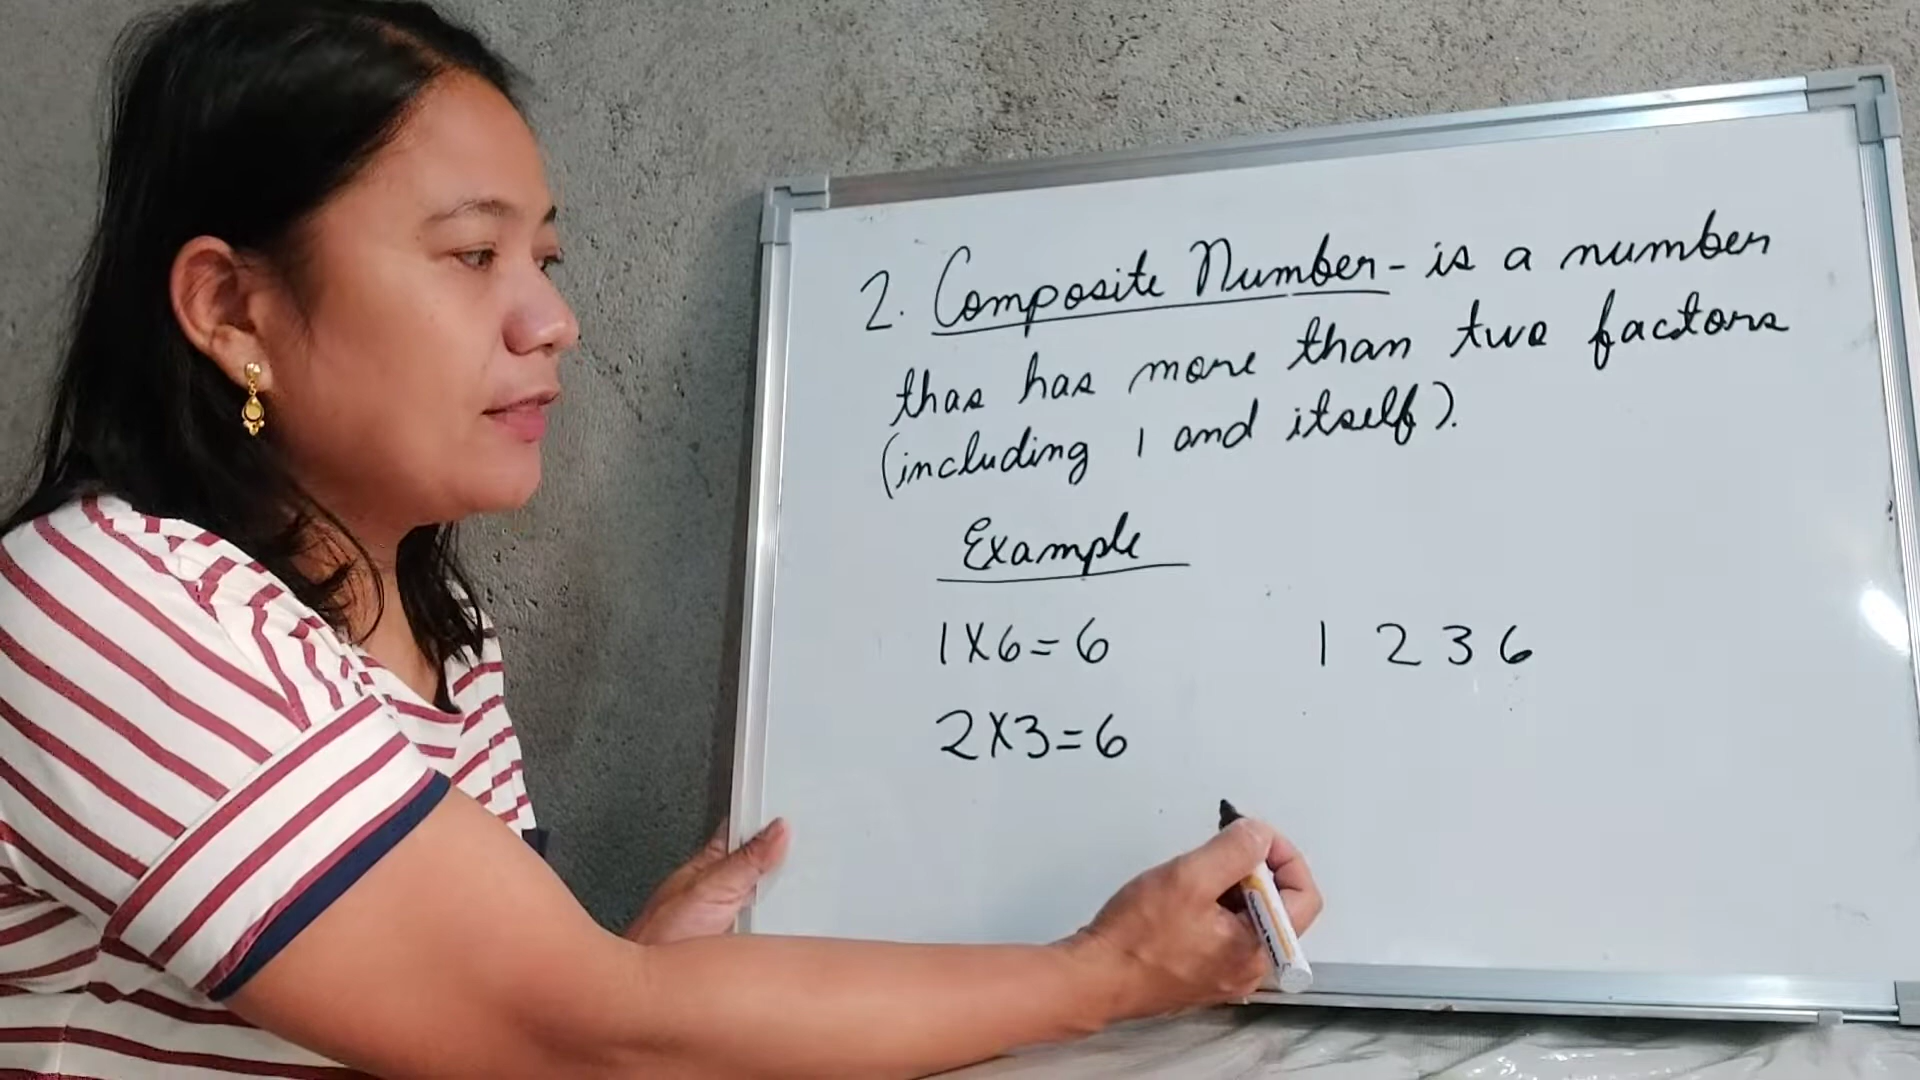 2. Composite Number - is a number
thas has more than two factors
(including 1 and itself).
Example
1X6=6
1 2 3 6
2X3=6